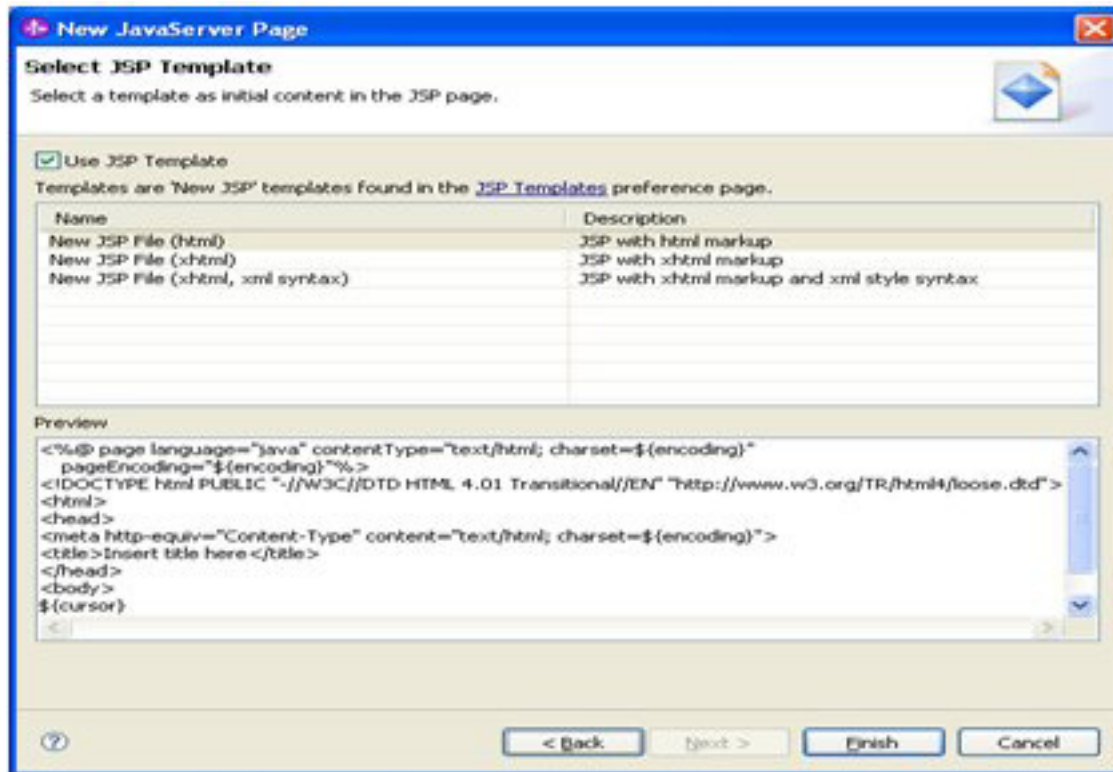 New JavaServer Page
Select JSP Template
Select a template as initial content in the JSP page.
Use JSP Template
Templates are 'New JSP' templates found in the JSP Templates preference page.
Name Description
New JSP File (html) JSP with html markup
New JSP File (xhtml) JSP with xhtml markup
New JSP File (xhtml, xml syntax) JSP with xhtml markup and xml style syntax
Preview
<%@ page language="java" contentType="text/html; charset=${encoding}"
pageEncoding="${encoding}"%>
<!DOCTYPE html PUBLIC "-//W3C//DTD HTML 4.01 Transitional//EN" "http://www.w3.org/TR/html4/loose.dtd">
<html>
<head>
<meta http-equiv="Content-Type" content="text/html; charset=${encoding}">
<title>Insert title here</title>
</head>
<body>
${cursor}
? < Back Next > Finish Cancel